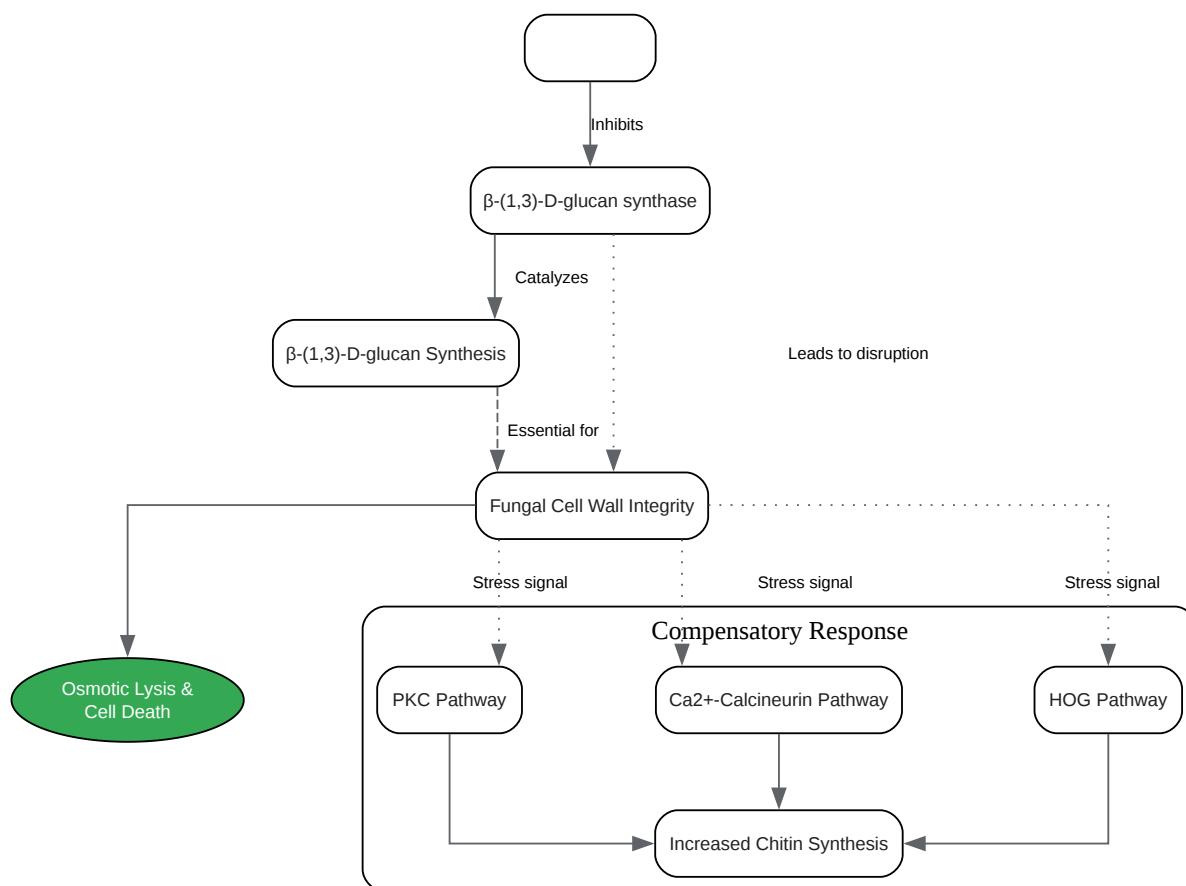 Inhibits
β-(1,3)-D-glucan synthase
Catalyzes
β-(1,3)-D-glucan Synthesis
Leads to disruption
Essential for
Fungal Cell Wall Integrity
Stress signal
Stress signal
Stress signal
Compensatory Response
Osmotic Lysis &
Cell Death
PKC Pathway
Ca2+-Calcineurin Pathway
HOG Pathway
Increased Chitin Synthesis